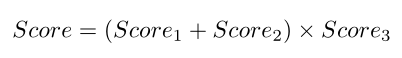 Score = (Score₁ + Score₂) × Score₃